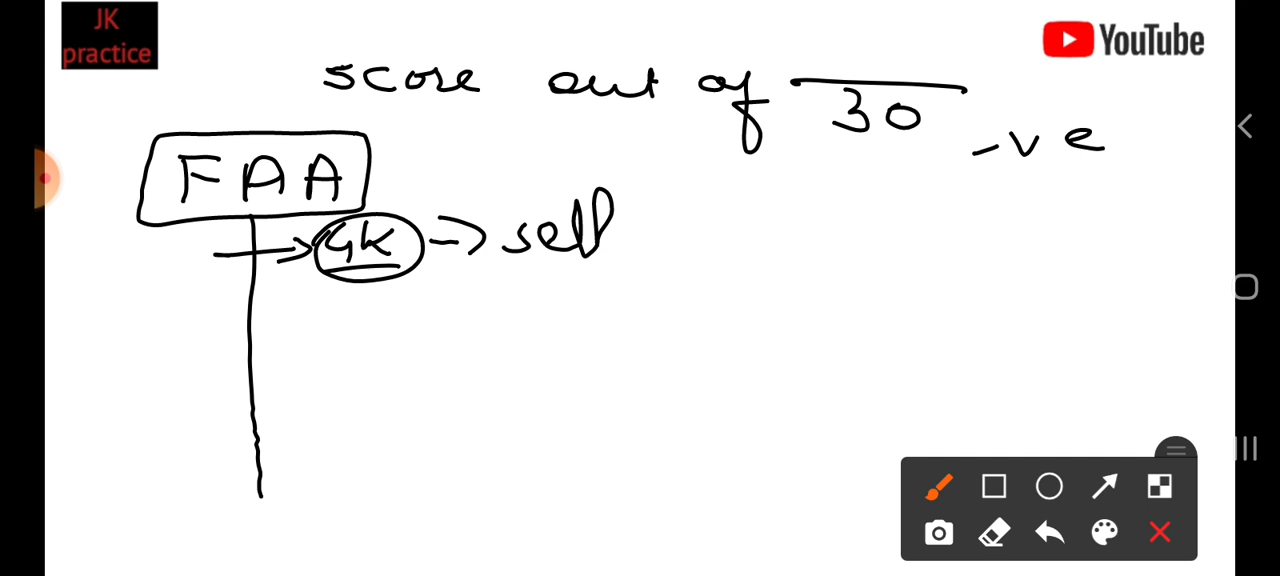 JK
practice
YouTube
score out of 30
-ve
FAA
GK → self